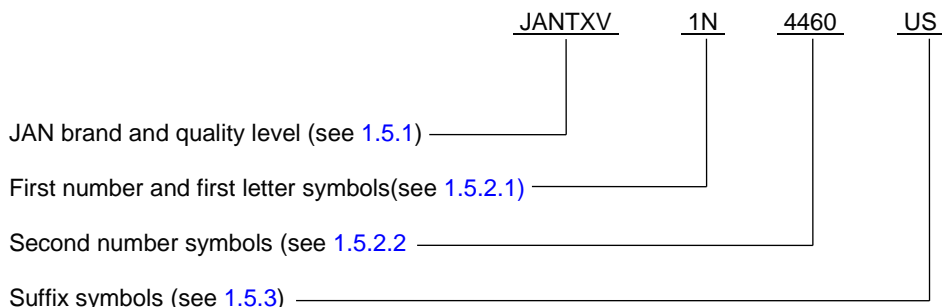 JANTXV 1N 4460 US
JAN brand and quality level (see 1.5.1)
First number and first letter symbols(see 1.5.2.1)
Second number symbols (see 1.5.2.2
Suffix symbols (see 1.5.3)